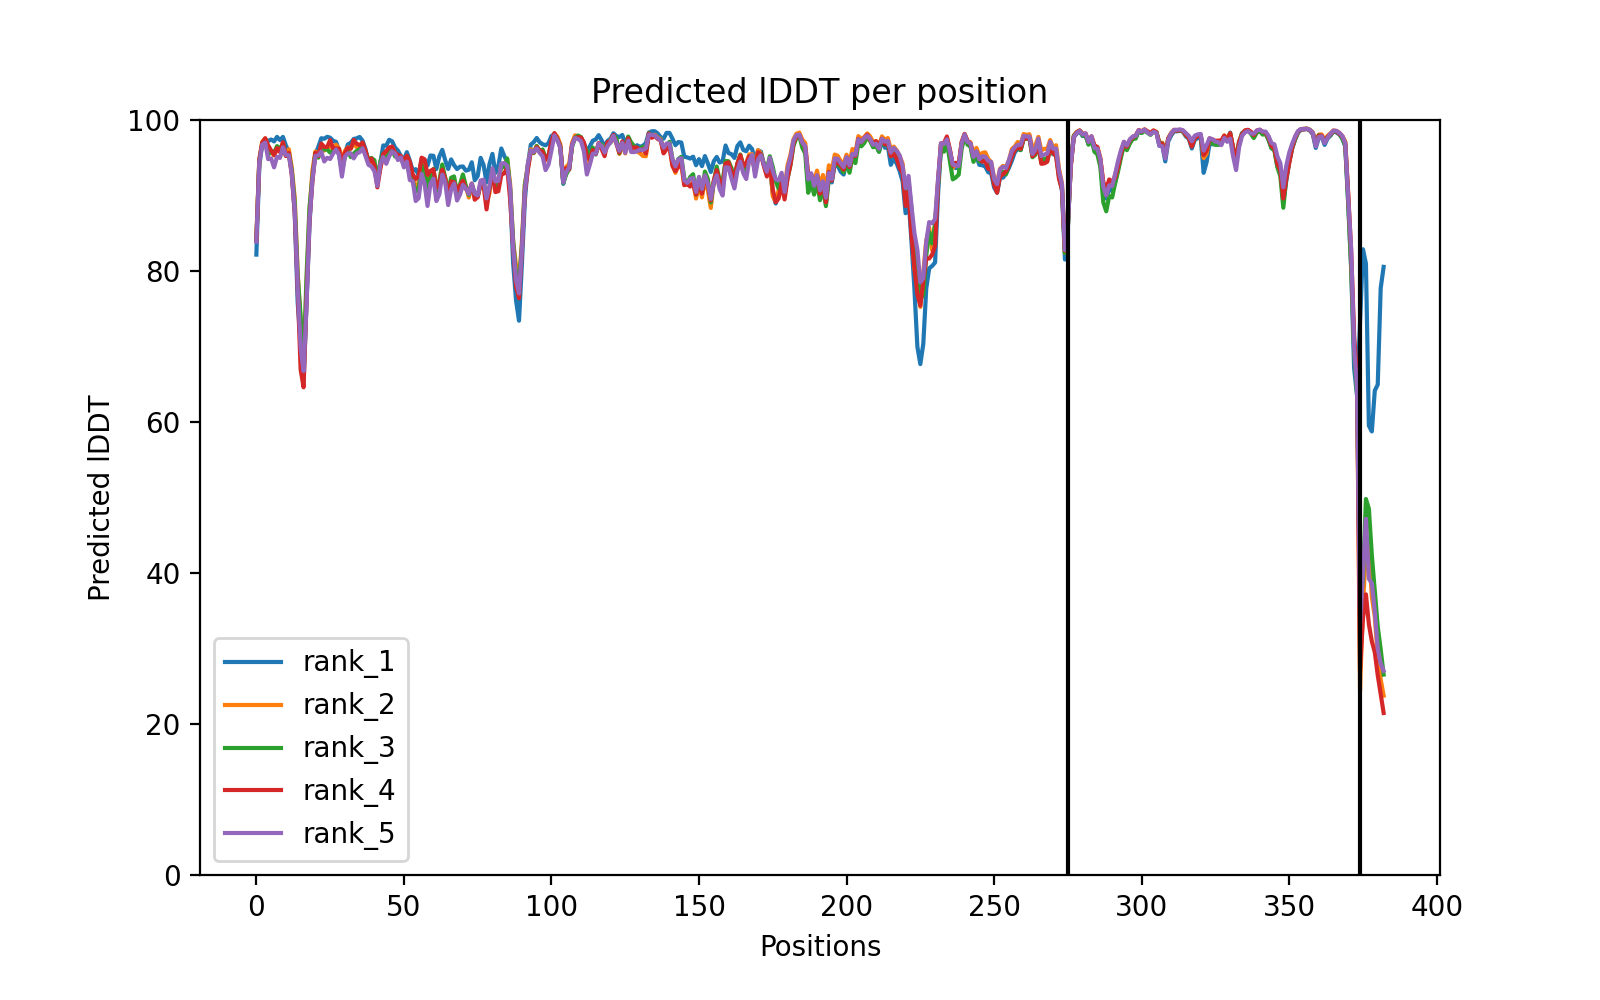 Predicted lDDT per position
100
80
60
40
20
0
Predicted lDDT
rank_1
rank_2
rank_3
rank_4
rank_5
0 50 100 150 200 250 300 350 400
Positions